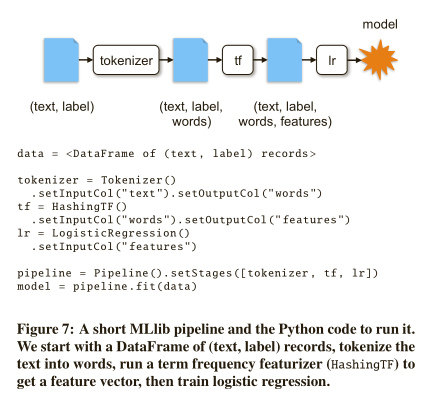 model
tokenizer
tf
lr
(text, label)
(text, label,
words)
(text, label,
words, features)
data = <DataFrame of (text, label) records>
tokenizer = Tokenizer()
.setInputCol("text").setOutputCol("words")
tf = HashingTF()
.setInputCol("words").setOutputCol("features")
lr = LogisticRegression()
.setInputCol("features")
pipeline = Pipeline().setStages([tokenizer, tf, lr])
model = pipeline.fit(data)
Figure 7: A short MLlib pipeline and the Python code to run it.
We start with a DataFrame of (text, label) records, tokenize the
text into words, run a term frequency featurizer (HashingTF) to
get a feature vector, then train logistic regression.